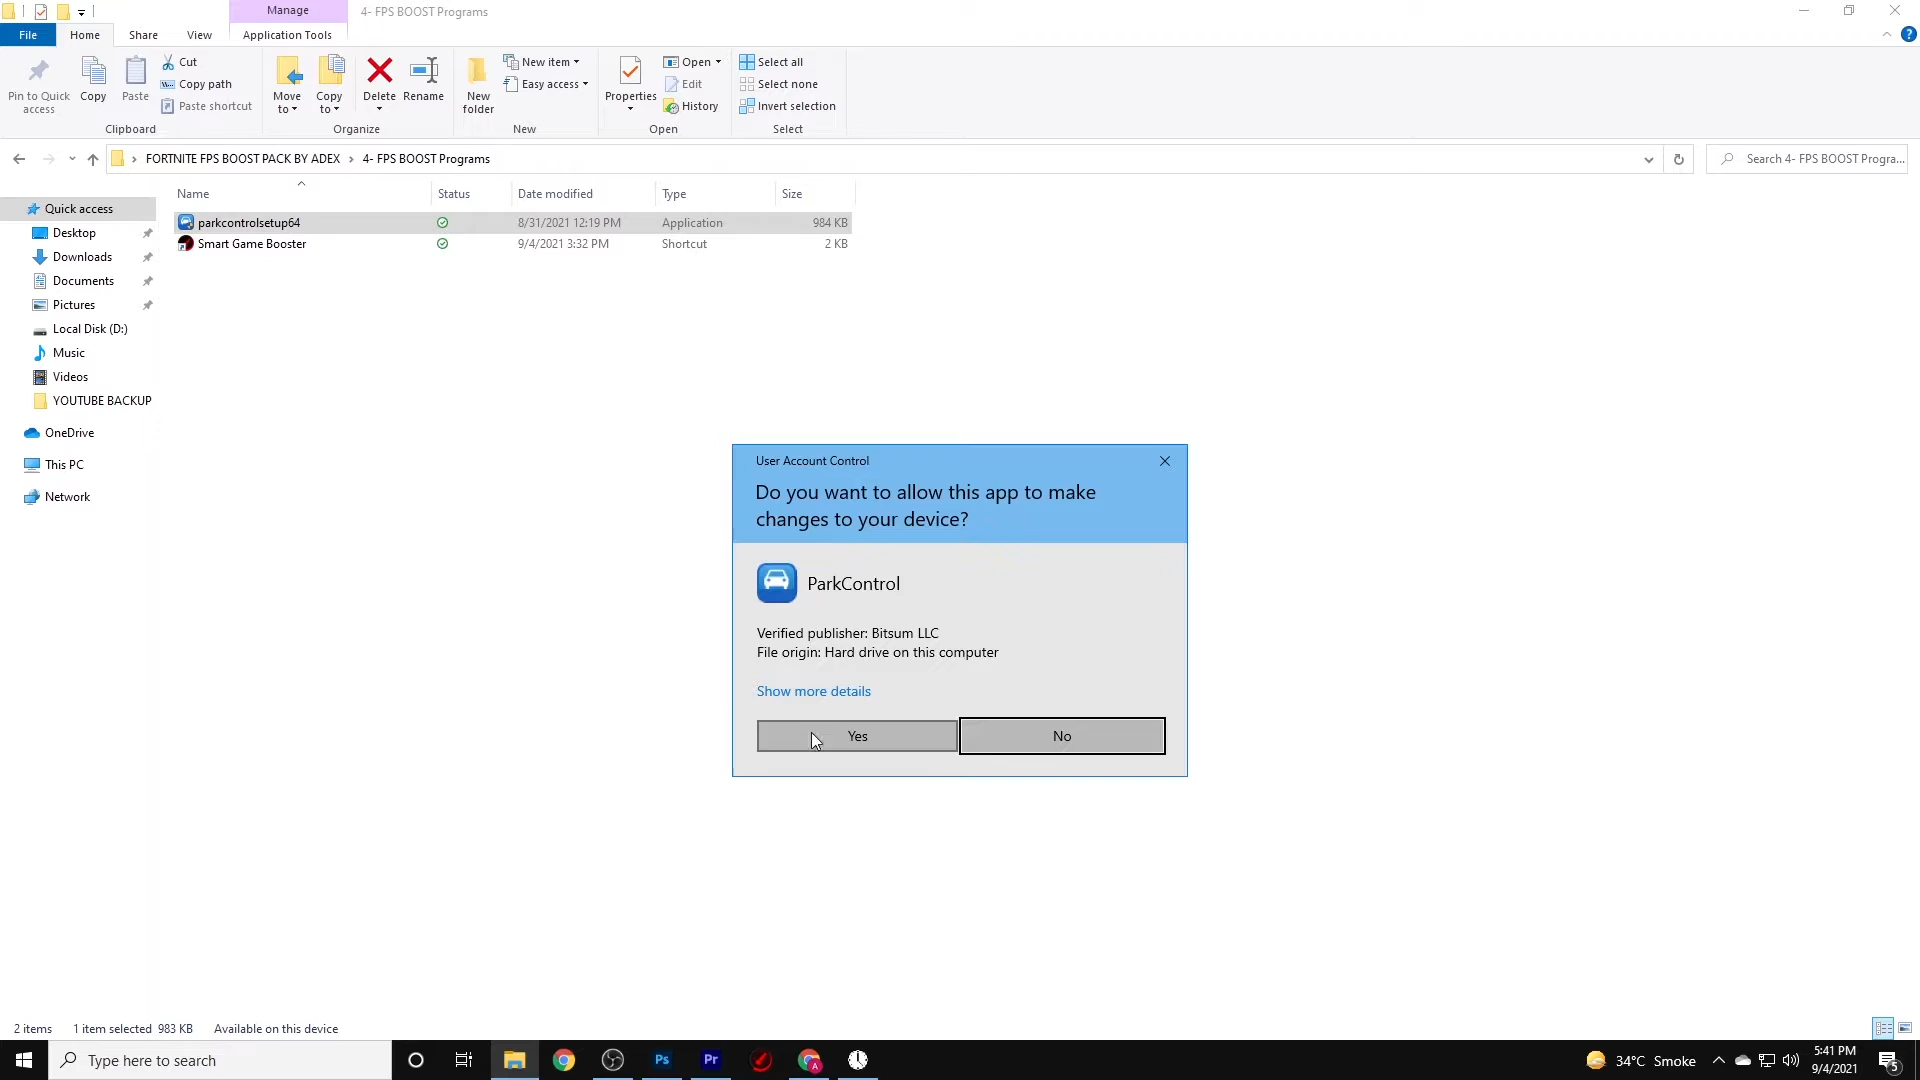 Manage
4- FPS BOOST Programs
File
Home
Share
View
Application Tools
Pin to Quick
access
Copy
Paste
Cut
Copy path
Paste shortcut
Clipboard
Move
to
Copy
to
Delete
Rename
Organize
New
folder
New item
Easy access
New
Properties
Open
Edit
History
Open
Select all
Select none
Invert selection
Select
FORTNITE FPS BOOST PACK BY ADEX
4- FPS BOOST Programs
Search 4- FPS BOOST Progra...
Name
Status
Date modified
Type
Size
parkcontrolsetup64
8/31/2021 12:19 PM
Application
984 KB
Smart Game Booster
9/4/2021 3:32 PM
Shortcut
2 KB
Quick access
Desktop
Downloads
Documents
Pictures
Local Disk (D:)
Music
Videos
YOUTUBE BACKUP
OneDrive
This PC
Network
User Account Control
Do you want to allow this app to make
changes to your device?
ParkControl
Verified publisher: Bitsum LLC
File origin: Hard drive on this computer
Show more details
Yes
No
2 items
1 item selected 983 KB
Available on this device
Type here to search
Ps
Pr
A
34°C Smoke
5:41 PM
9/4/2021
5